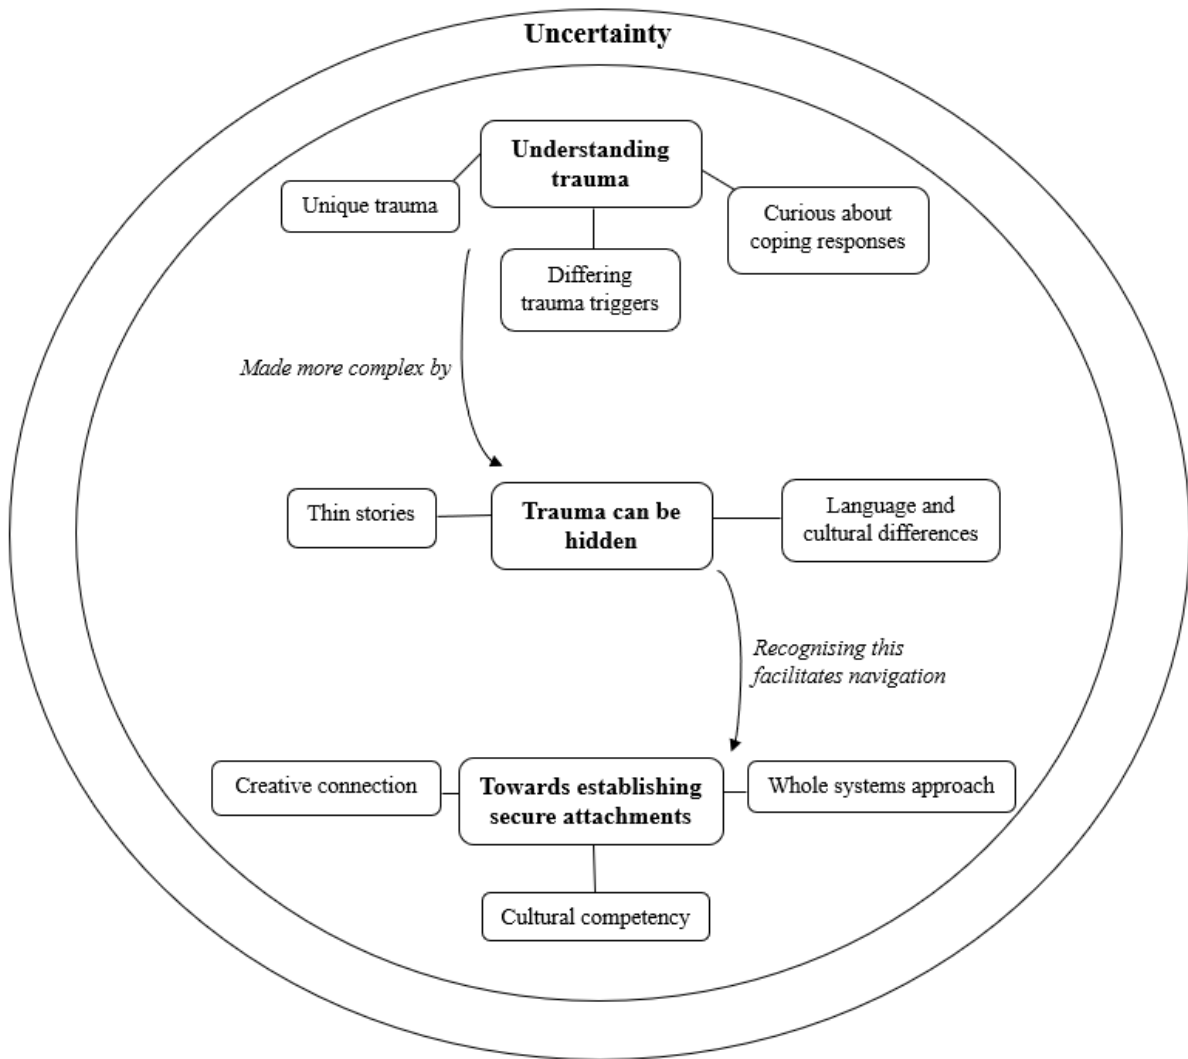 Uncertainty
Understanding
trauma
Unique trauma
Curious about
coping responses
Differing
trauma triggers
Made more complex by
Thin stories
Trauma can be
hidden
Language and
cultural differences
Recognising this
facilitates navigation
Creative connection
Towards establishing
secure attachments
Whole systems approach
Cultural competency